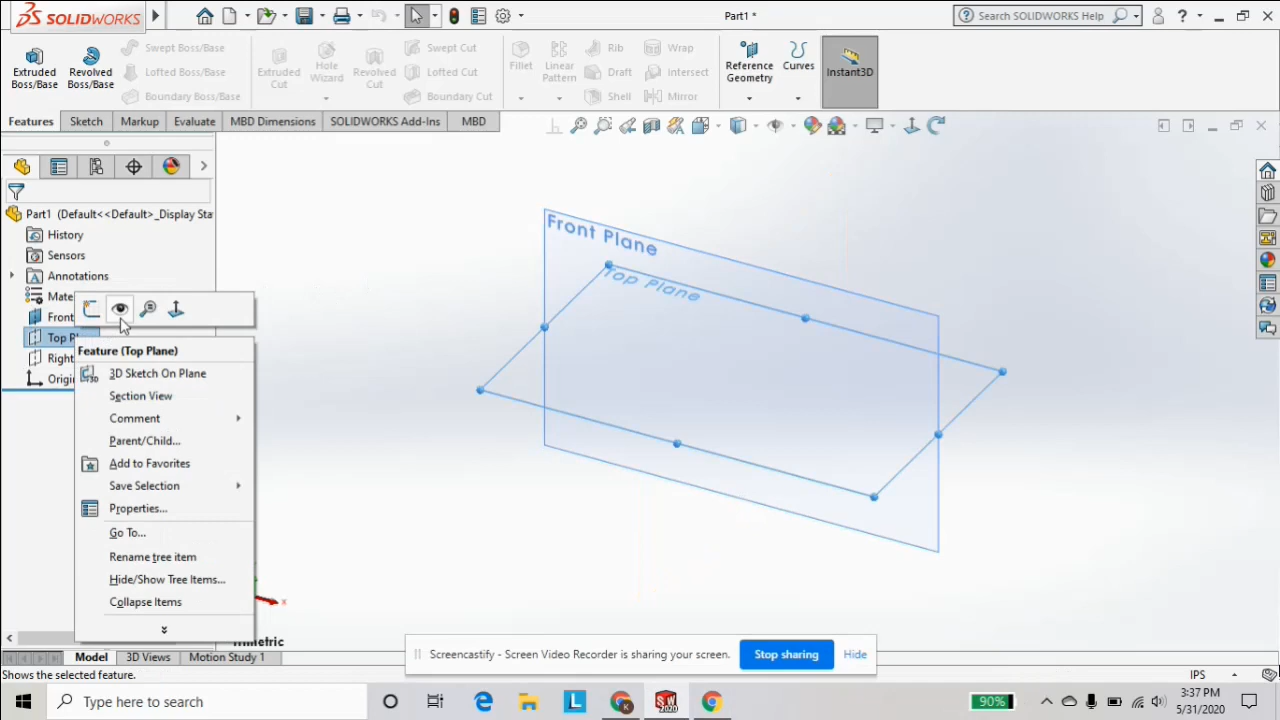 SOLIDWORKS
Part1 *
Search SOLIDWORKS Help
?
Extruded Boss/Base
Revolved Boss/Base
Swept Boss/Base
Lofted Boss/Base
Boundary Boss/Base
Extruded Cut
Hole Wizard
Revolved Cut
Swept Cut
Lofted Cut
Boundary Cut
Fillet
Linear Pattern
Rib
Draft
Shell
Wrap
Intersect
Mirror
Reference Geometry
Curves
Instant3D
Features
Sketch
Markup
Evaluate
MBD Dimensions
SOLIDWORKS Add-Ins
MBD
Part1 (Default<<Default>_Display Sta
History
Sensors
Annotations
Mate
Front
Top Pl
Right
Origi
Feature (Top Plane)
3D Sketch On Plane
Section View
Comment
Parent/Child...
Add to Favorites
Save Selection
Properties...
Go To...
Rename tree item
Hide/Show Tree Items...
Collapse Items
Front Plane
Top Plane
x
imetric
Screencastify - Screen Video Recorder is sharing your screen.
Stop sharing
Hide
Model
3D Views
Motion Study 1
Shows the selected feature.
IPS
Type here to search
L
K
SW
2020
90%
3:37 PM
5/31/2020